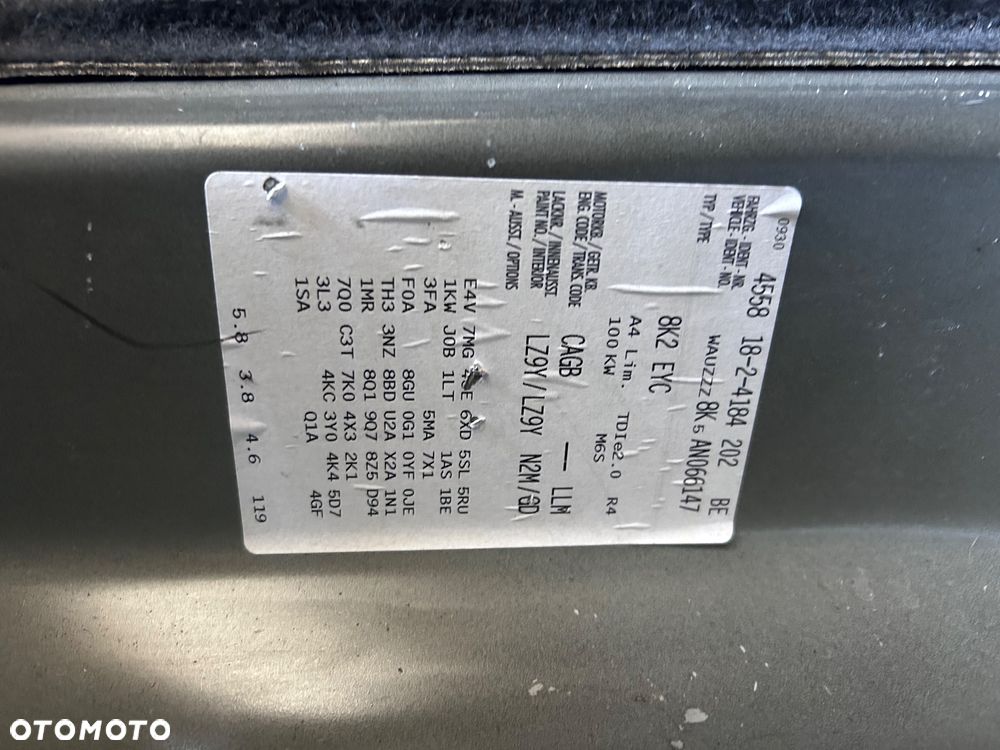 0930 4558 18-2-4184 202 BE
FAHRZG. - IDENT - NR.
VEHICLE - IDENT - NO.
WAUZZZ 8K5 AN066147
TYP / TYPE
8K2 EYC
A4 Lim. TDIe2.0 R4
100 KW M6S
MOTORKB. / GETR. KB.
ENG. CODE / TRANS. CODE
CAGB — LLM
LACKNR. / INNENAUSST.
PAINT NO. / INTERIOR
LZ9Y/LZ9Y N2M/GD
M. - AUSST. / OPTIONS
E4V 7MG 6XD 5SL 5RU
1KW J0B 1LT 1AS 1BE
3FA 5MA 7X1
F0A 8GU 0G1 0YF 0JE
TH3 3NZ 8BD U2A X2A 1N1
1MR 8Q1 9Q7 8Z5 D94
7Q0 C3T 7K0 4X3 2K1
3L3 4KC 3Y0 4K4 5D7
1SA Q1A 4GF
5.8 3.8 4.6 119
OTOMOTO